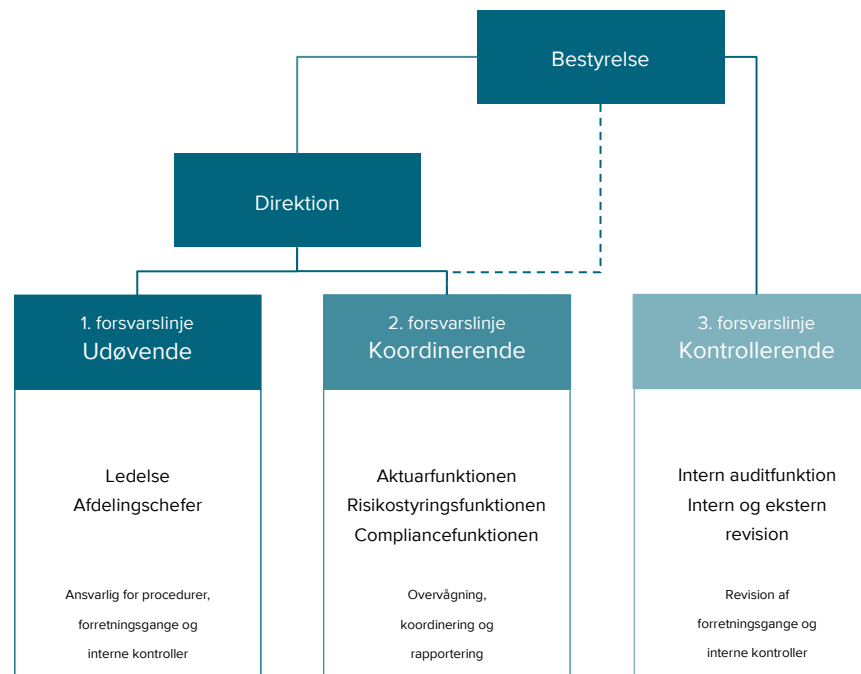 Bestyrelse
Direktion
1. forsvarslinje
Udøvende
Ledelse
Afdelingschefer
Ansvarlig for procedurer,
forretningsgange og
interne kontroller
2. forsvarslinje
Koordinerende
Aktuarfunktionen
Risikostyringsfunktionen
Compliancefunktionen
Overvågning,
koordinering og
rapportering
3. forsvarslinje
Kontrollerende
Intern auditfunktion
Intern og ekstern
revision
Revision af
forretningsgange og
interne kontroller